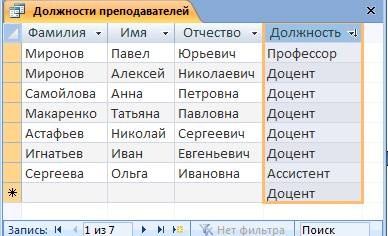 Должности преподавателей
Фамилия Имя Отчество Должность
Миронов Павел Юрьевич Профессор
Миронов Алексей Николаевич Доцент
Самойлова Анна Петровна Доцент
Макаренко Татьяна Павловна Доцент
Астафьев Николай Сергеевич Доцент
Игнатьев Иван Евгеньевич Доцент
Сергеева Ольга Ивановна Ассистент
Доцент
Запись: 1 из 7 Нет фильтра Поиск